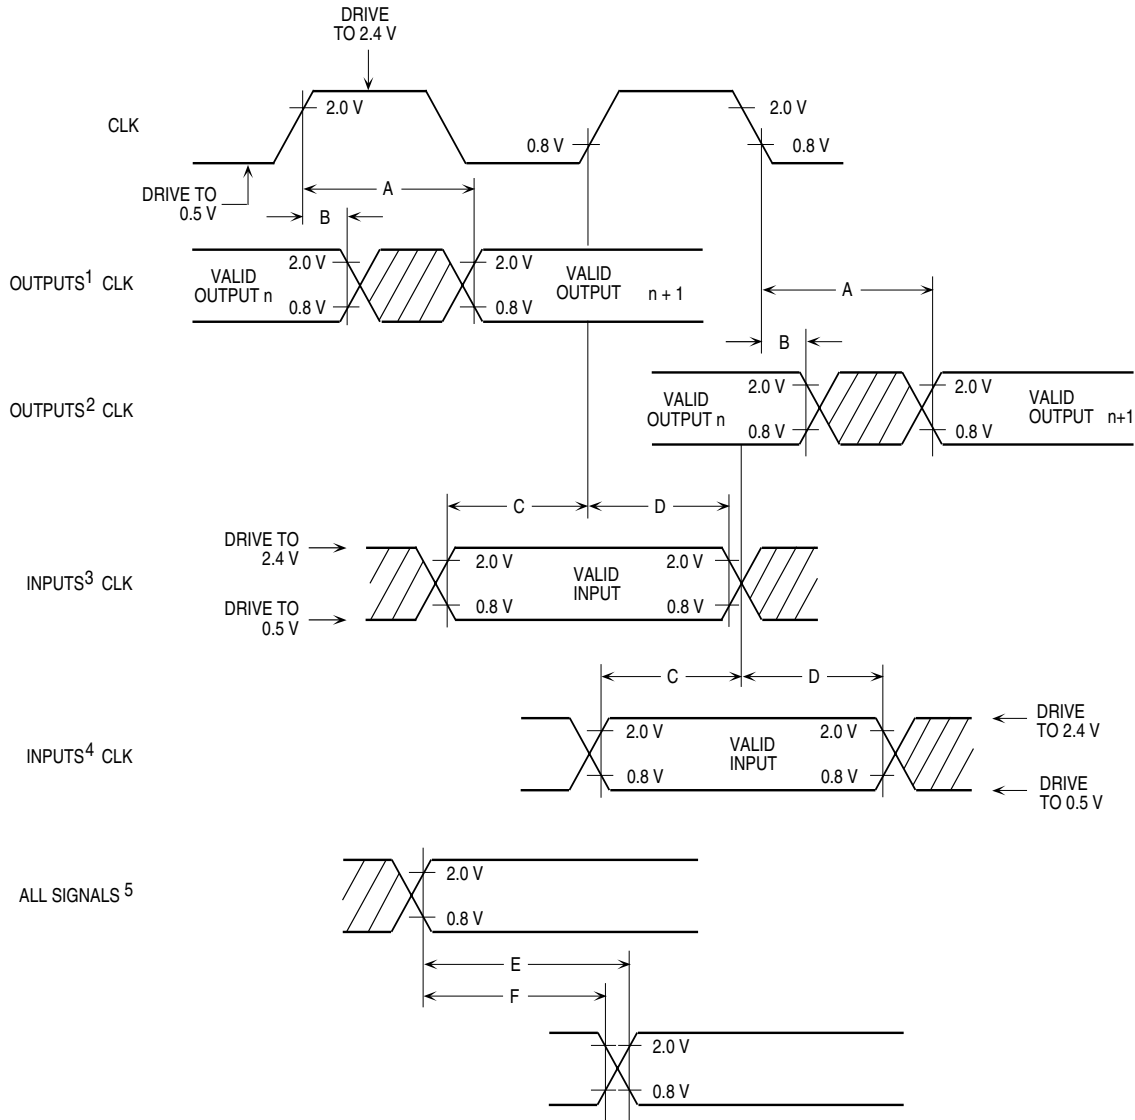 DRIVE
TO 2.4 V
2.0 V
2.0 V
CLK
0.8 V
0.8 V
DRIVE TO
0.5 V
A
B
OUTPUTS1 CLK
VALID
OUTPUT n
2.0 V
0.8 V
2.0 V
0.8 V
VALID
OUTPUT n + 1
A
B
OUTPUTS2 CLK
VALID
OUTPUT n
2.0 V
0.8 V
2.0 V
0.8 V
VALID
OUTPUT n+1
C
D
DRIVE TO
2.4 V
INPUTS3 CLK
DRIVE TO
0.5 V
2.0 V
0.8 V
VALID
INPUT
2.0 V
0.8 V
C
D
INPUTS4 CLK
2.0 V
0.8 V
VALID
INPUT
2.0 V
0.8 V
DRIVE
TO 2.4 V
DRIVE
TO 0.5 V
ALL SIGNALS5
2.0 V
0.8 V
E
F
2.0 V
0.8 V